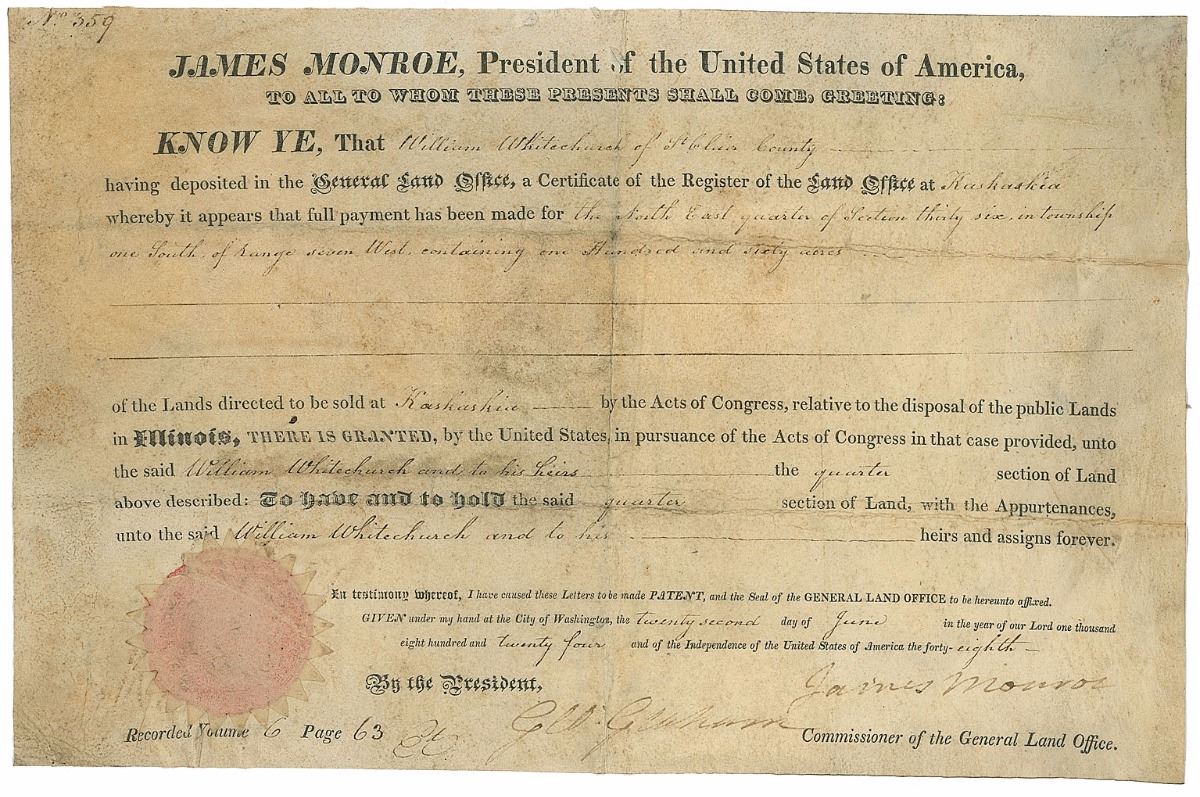 No. 359
JAMES MONROE, President of the United States of America,
TO ALL TO WHOM THESE PRESENTS SHALL COME, GREETING:
KNOW YE, That William Whitechurch of St Clair County
having deposited in the General Land Office, a Certificate of the Register of the Land Office at Kaskaskia
whereby it appears that full payment has been made for the North East quarter of Section thirty six, in township
one South, of Range seven West, containing one Hundred and sixty acres
of the Lands directed to be sold at Kaskaskia by the Acts of Congress, relative to the disposal of the public Lands
in Illinois, THERE IS GRANTED, by the United States, in pursuance of the Acts of Congress in that case provided, unto
the said William Whitechurch and to his heirs the quarter section of Land
above described: To have and to hold the said quarter section of Land, with the Appurtenances,
unto the said William Whitechurch and to his heirs and assigns forever.
In testimony whereof, I have caused these Letters to be made PATENT, and the Seal of the GENERAL LAND OFFICE to be hereunto affixed.
GIVEN under my hand at the City of Washington, the twenty second day of June in the year of our Lord one thousand
eight hundred and twenty four and of the Independence of the United States of America the forty-eighth
James Monroe
By the President,
Geo: Graham
Commissioner of the General Land Office.
Recorded Volume 6 Page 63